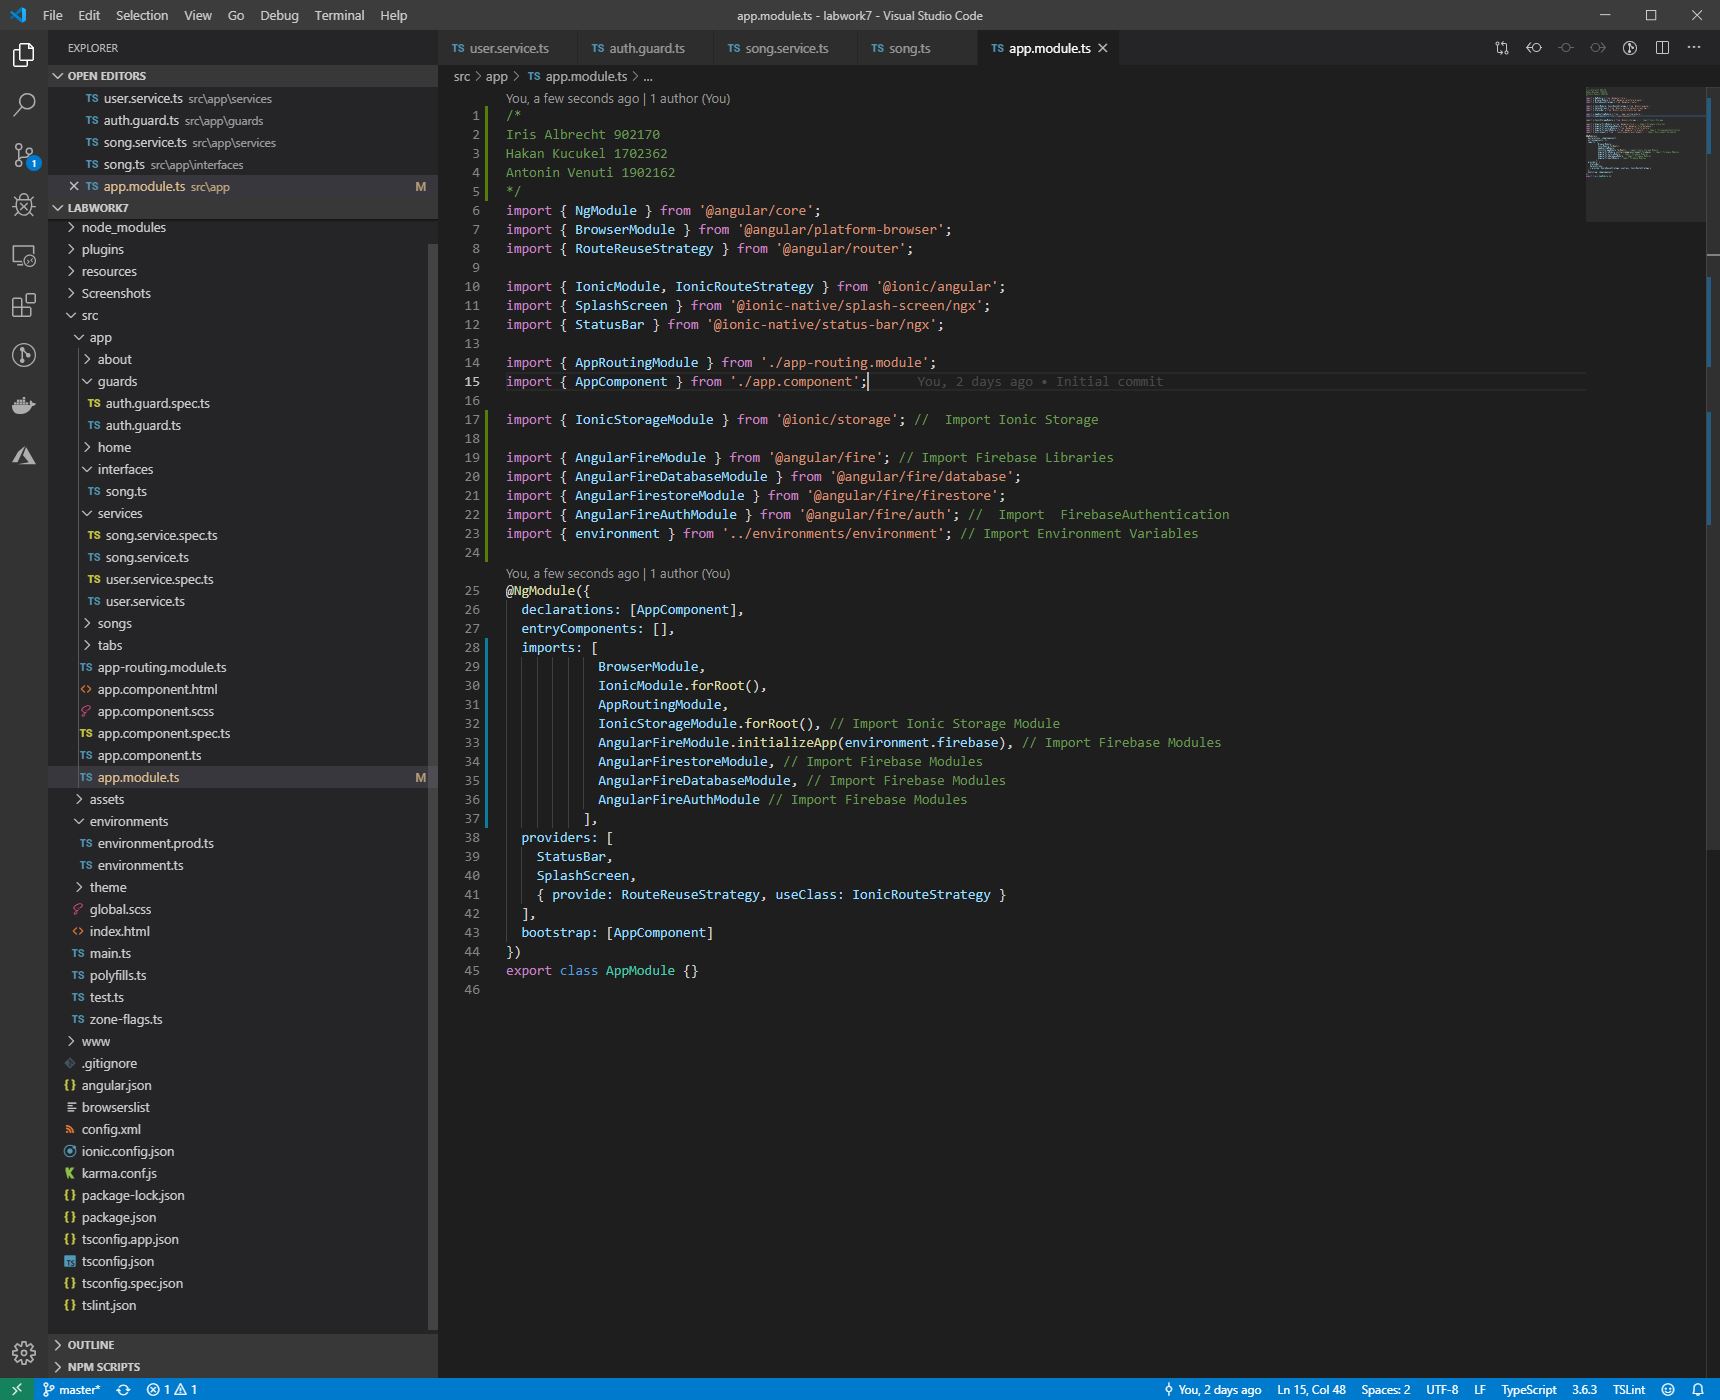 File Edit Selection View Go Debug Terminal Help
app.module.ts - labwork7 - Visual Studio Code
EXPLORER
OPEN EDITORS
TS user.service.ts src\app\services
TS auth.guard.ts src\app\guards
TS song.service.ts src\app\services
TS song.ts src\app\interfaces
TS app.module.ts src\app M
LABWORK7
node_modules
plugins
resources
Screenshots
src
app
about
guards
TS auth.guard.spec.ts
TS auth.guard.ts
home
interfaces
TS song.ts
services
TS song.service.spec.ts
TS song.service.ts
TS user.service.spec.ts
TS user.service.ts
songs
tabs
TS app-routing.module.ts
<> app.component.html
app.component.scss
TS app.component.spec.ts
TS app.component.ts
TS app.module.ts M
assets
environments
TS environment.prod.ts
TS environment.ts
theme
global.scss
<> index.html
TS main.ts
TS polyfills.ts
TS test.ts
TS zone-flags.ts
www
.gitignore
{} angular.json
browserslist
config.xml
ionic.config.json
karma.conf.js
{} package-lock.json
{} package.json
{} tsconfig.app.json
TS tsconfig.json
{} tsconfig.spec.json
{} tslint.json
OUTLINE
NPM SCRIPTS
1
TS user.service.ts TS auth.guard.ts TS song.service.ts TS song.ts TS app.module.ts
src > app > TS app.module.ts > ...
You, a few seconds ago | 1 author (You)
1 /*
2 Iris Albrecht 902170
3 Hakan Kucukel 1702362
4 Antonin Venuti 1902162
5 */
6 import { NgModule } from '@angular/core';
7 import { BrowserModule } from '@angular/platform-browser';
8 import { RouteReuseStrategy } from '@angular/router';
9
10 import { IonicModule, IonicRouteStrategy } from '@ionic/angular';
11 import { SplashScreen } from '@ionic-native/splash-screen/ngx';
12 import { StatusBar } from '@ionic-native/status-bar/ngx';
13
14 import { AppRoutingModule } from './app-routing.module';
15 import { AppComponent } from './app.component'; You, 2 days ago • Initial commit
16
17 import { IonicStorageModule } from '@ionic/storage'; //  Import Ionic Storage
18
19 import { AngularFireModule } from '@angular/fire'; // Import Firebase Libraries
20 import { AngularFireDatabaseModule } from '@angular/fire/database';
21 import { AngularFirestoreModule } from '@angular/fire/firestore';
22 import { AngularFireAuthModule } from '@angular/fire/auth'; //  Import  FirebaseAuthentication
23 import { environment } from '../environments/environment'; // Import Environment Variables
24
You, a few seconds ago | 1 author (You)
25 @NgModule({
26 declarations: [AppComponent],
27 entryComponents: [],
28 imports: [
29 BrowserModule,
30 IonicModule.forRoot(),
31 AppRoutingModule,
32 IonicStorageModule.forRoot(), // Import Ionic Storage Module
33 AngularFireModule.initializeApp(environment.firebase), // Import Firebase Modules
34 AngularFirestoreModule, // Import Firebase Modules
35 AngularFireDatabaseModule, // Import Firebase Modules
36 AngularFireAuthModule // Import Firebase Modules
37 ],
38 providers: [
39 StatusBar,
40 SplashScreen,
41 { provide: RouteReuseStrategy, useClass: IonicRouteStrategy }
42 ],
43 bootstrap: [AppComponent]
44 })
45 export class AppModule {}
46
master* 1 1 You, 2 days ago Ln 15, Col 48 Spaces: 2 UTF-8 LF TypeScript 3.6.3 TSLint